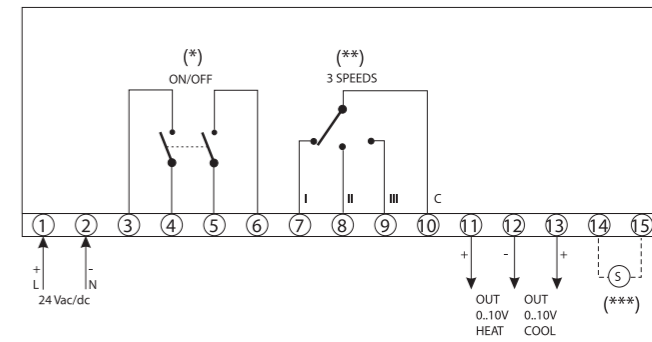 (*)
ON/OFF
(**)
3 SPEEDS
I II III C
1 2 3 4 5 6 7 8 9 10 11 12 13 14 15
+ - + - +
L N
24 Vac/dc
S
(***)
OUT OUT
0..10V 0..10V
HEAT COOL